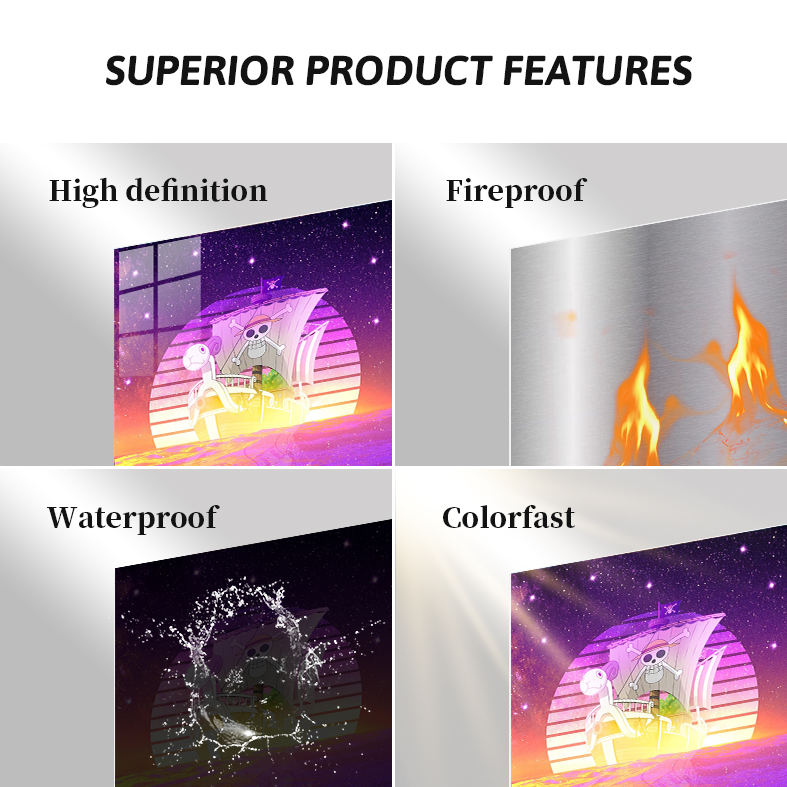 SUPERIOR PRODUCT FEATURES
High definition
Fireproof
Waterproof
Colorfast